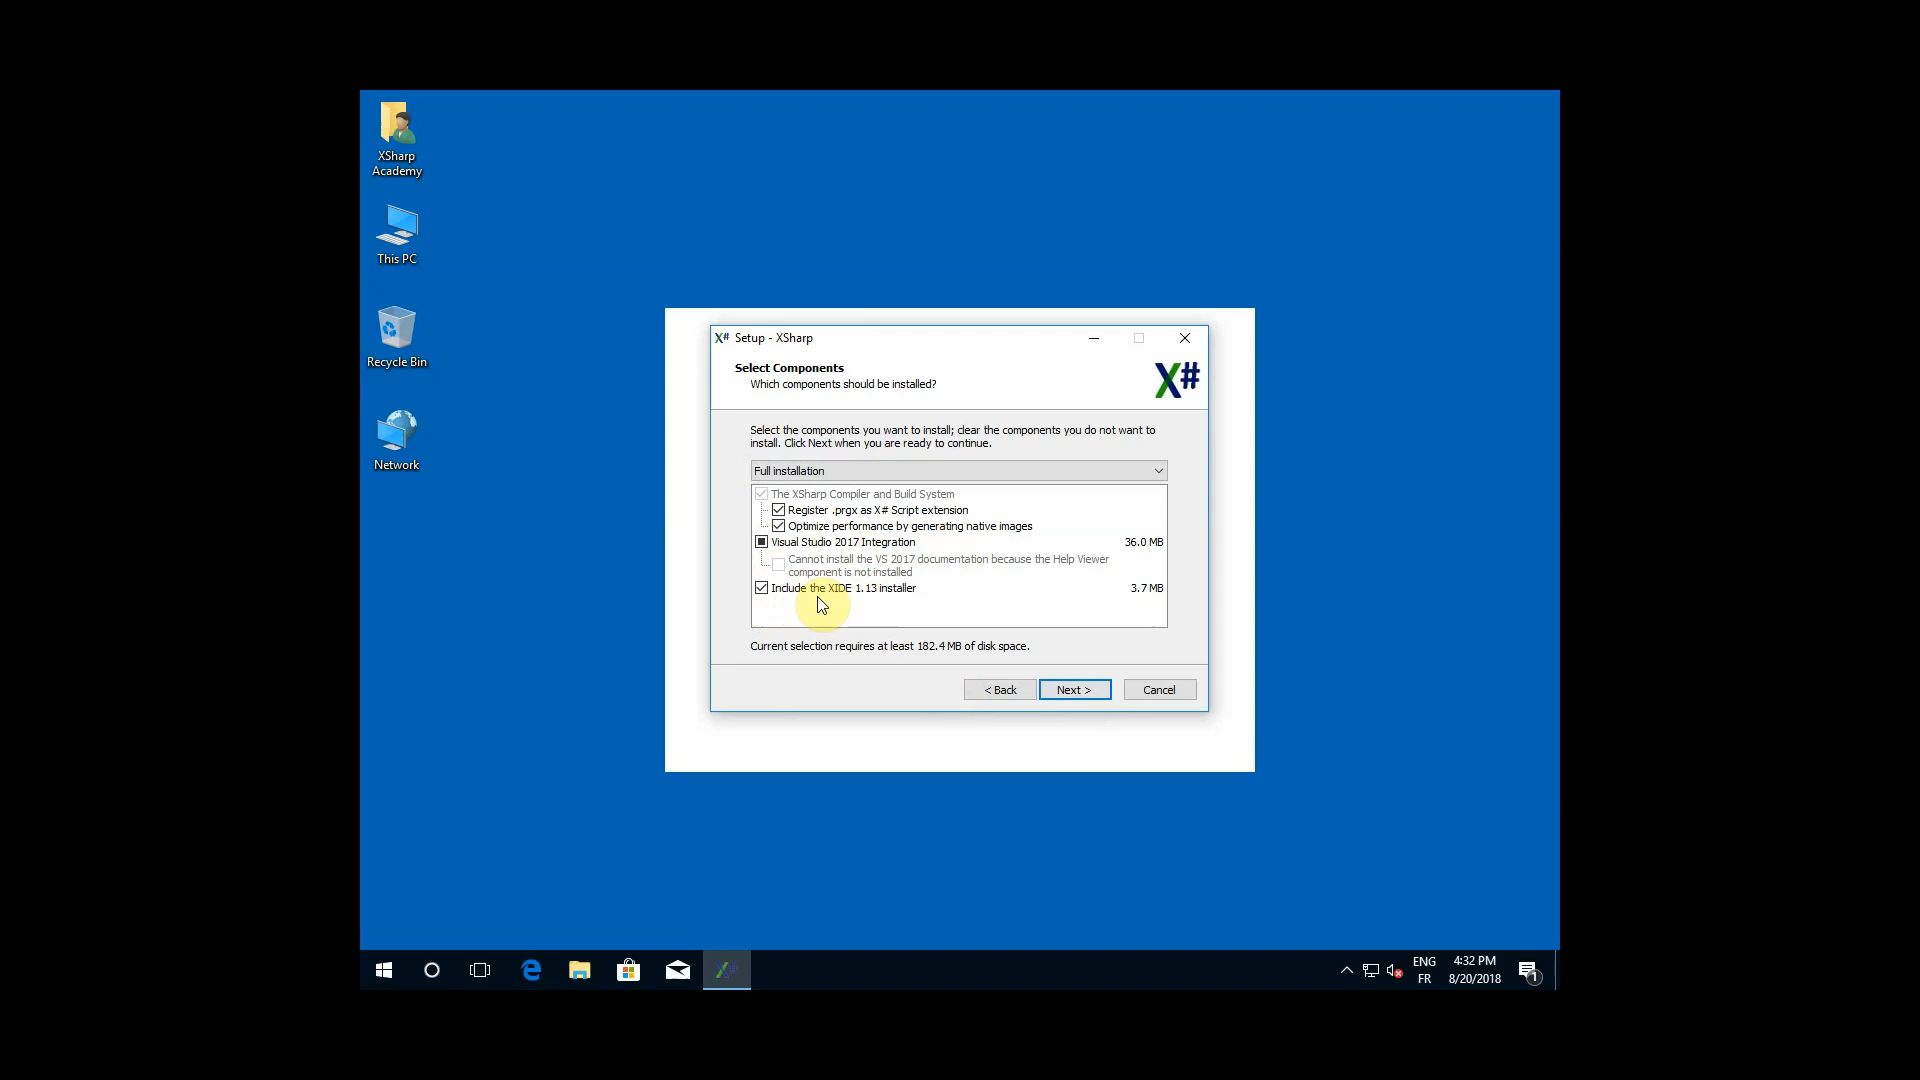 XSharp
Academy
This PC
Recycle Bin
Network
X# Setup - XSharp
Select Components
Which components should be installed?
X#
Select the components you want to install; clear the components you do not want to
install. Click Next when you are ready to continue.
Full installation
The XSharp Compiler and Build System
Register .prgx as X# Script extension
Optimize performance by generating native images
Visual Studio 2017 Integration 36.0 MB
Cannot install the VS 2017 documentation because the Help Viewer
component is not installed
Include the XIDE 1.13 installer 3.7 MB
Current selection requires at least 182.4 MB of disk space.
< Back Next > Cancel
X#
ENG 4:32 PM
FR 8/20/2018
1